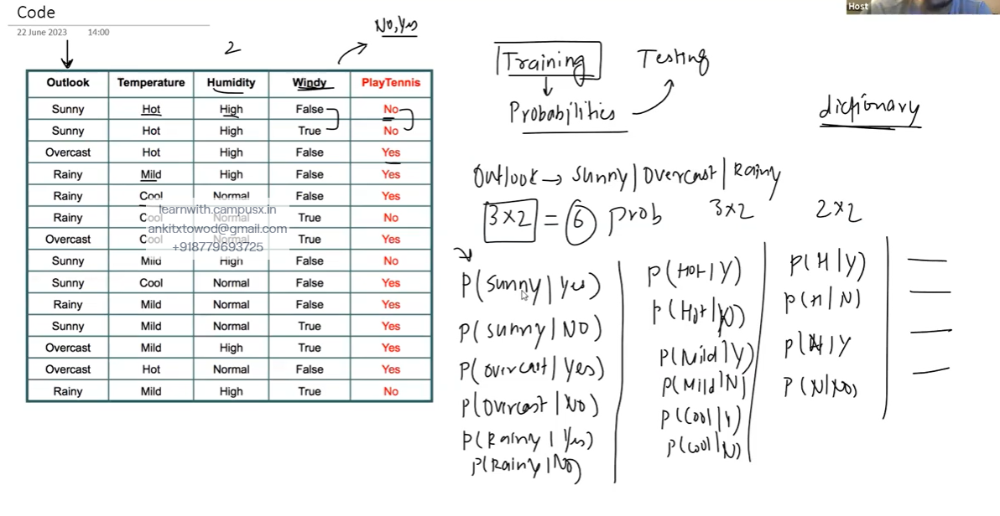 Code
22 June 2023 14:00
Host
No, Yes
2
Outlook Temperature Humidity Windy PlayTennis
Sunny Hot High False No
Sunny Hot High True No
Overcast Hot High False Yes
Rainy Mild High False Yes
Rainy Cool Normal False Yes
Rainy Cool Normal True No
Overcast Cool Normal True Yes
Sunny Mild High False No
Sunny Cool Normal False Yes
Rainy Mild Normal False Yes
Sunny Mild Normal True Yes
Overcast Mild High True Yes
Overcast Hot Normal False Yes
Rainy Mild High True No
learnwith.campusx.in
ankitxtowod@gmail.com
+918779693725
Training
Testing
Probabilities
dictionary
Outlook → Sunny | Overcast | Rainy
3x2 = 6 prob
3x2
2x2
P(Sunny | Yes)
P(Sunny | NO)
P(Overcast | Yes)
P(Overcast | No)
P(Rainy | Yes)
P(Rainy | No)
P(Hot | Y)
P(Hot | N)
P(Mild | Y)
P(Mild | N)
P(Cool | Y)
P(Cool | N)
P(H | Y)
P(H | N)
P(N | Y
P(N | No)